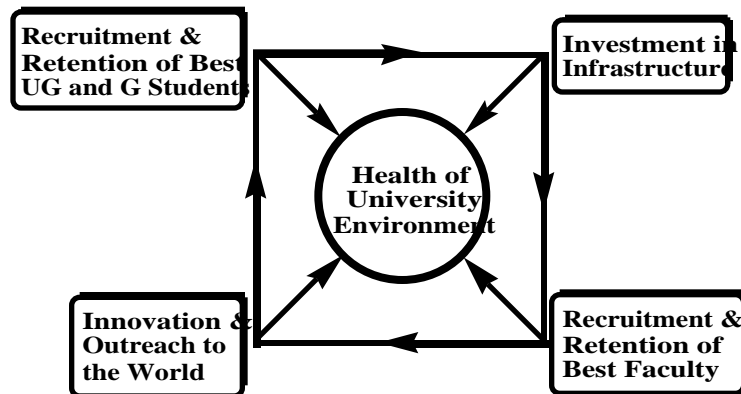 Recruitment &
Retention of Best
UG and G Students
Investment in
Infrastructure
Health of
University
Environment
Innovation &
Outreach to
the World
Recruitment &
Retention of
Best Faculty